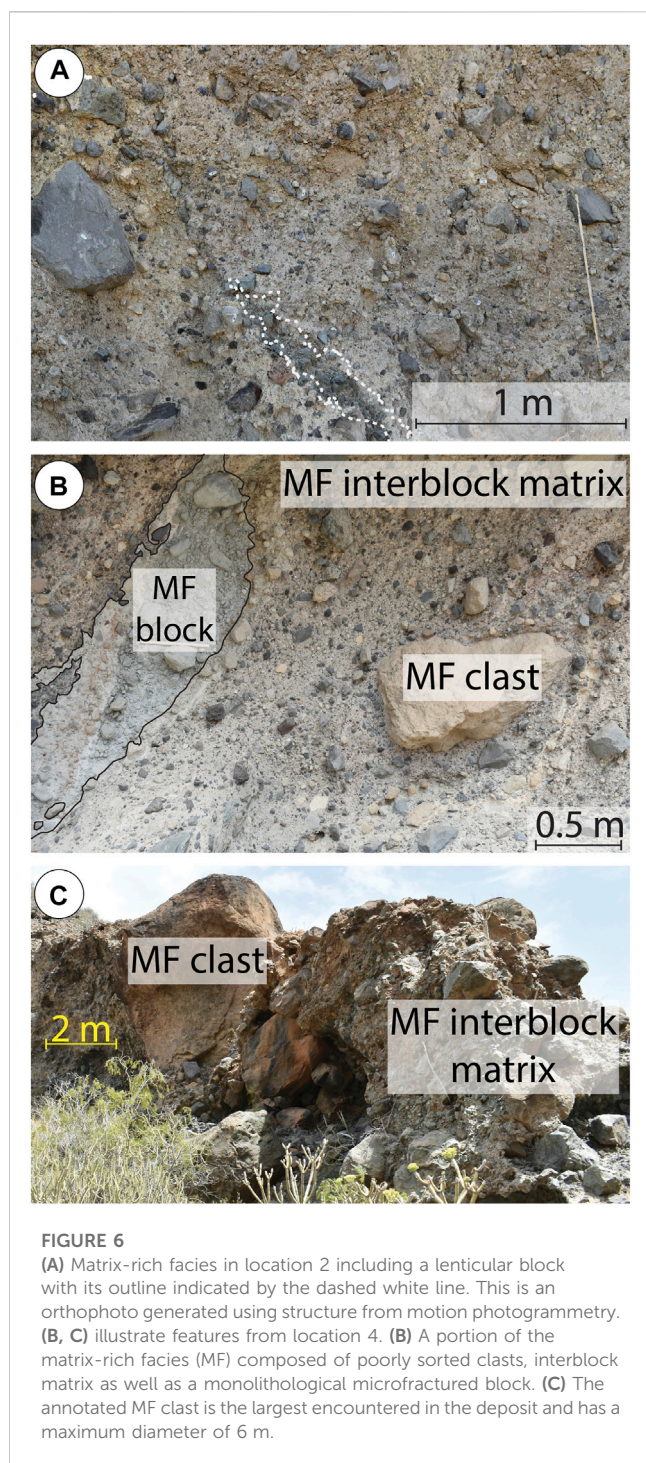 A
1 m
B
MF interblock matrix
MF
block
MF clast
0.5 m
C
MF clast
2 m
MF interblock
matrix
FIGURE 6
(A) Matrix-rich facies in location 2 including a lenticular block
with its outline indicated by the dashed white line. This is an
orthophoto generated using structure from motion photogrammetry.
(B, C) illustrate features from location 4. (B) A portion of the
matrix-rich facies (MF) composed of poorly sorted clasts, interblock
matrix as well as a monolithological microfractured block. (C) The
annotated MF clast is the largest encountered in the deposit and has a
maximum diameter of 6 m.